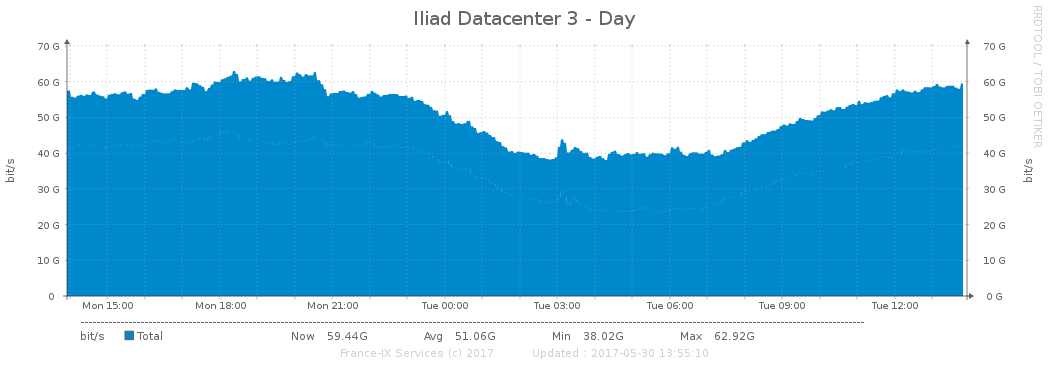 Iliad Datacenter 3 - Day
RRDTOOL / TOBI OETIKER
70 G 70 G
60 G 60 G
50 G 50 G
40 G 40 G
30 G 30 G
20 G 20 G
10 G 10 G
0 0 G
bit/s bit/s
Mon 15:00 Mon 18:00 Mon 21:00 Tue 00:00 Tue 03:00 Tue 06:00 Tue 09:00 Tue 12:00
bit/s Total Now 59.44G Avg 51.06G Min 38.02G Max 62.92G
France-IX Services (c) 2017 Updated : 2017-05-30 13:55:10